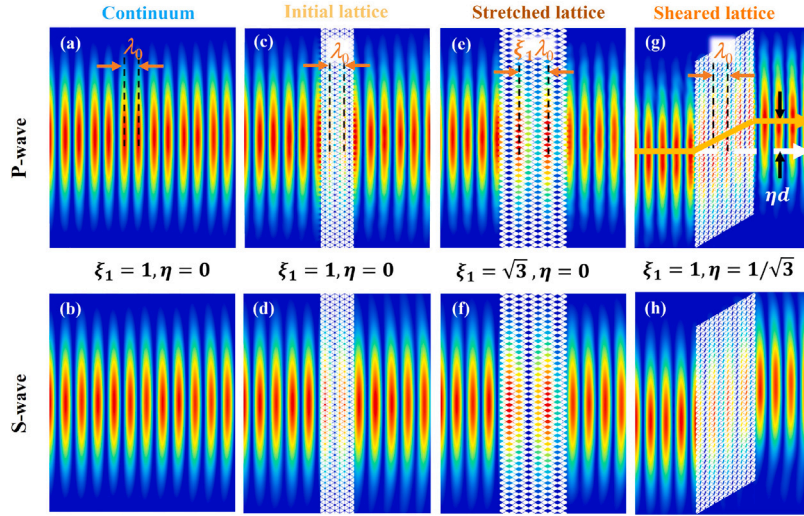 Continuum Initial lattice Stretched lattice Sheared lattice
P-wave
(a) (c) (e) (g)
λ₀ λ₀ ξ₁λ₀ λ₀
ηd
ξ₁ = 1, η = 0 ξ₁ = 1, η = 0 ξ₁ = √3 , η = 0 ξ₁ = 1, η = 1/√3
S-wave
(b) (d) (f) (h)